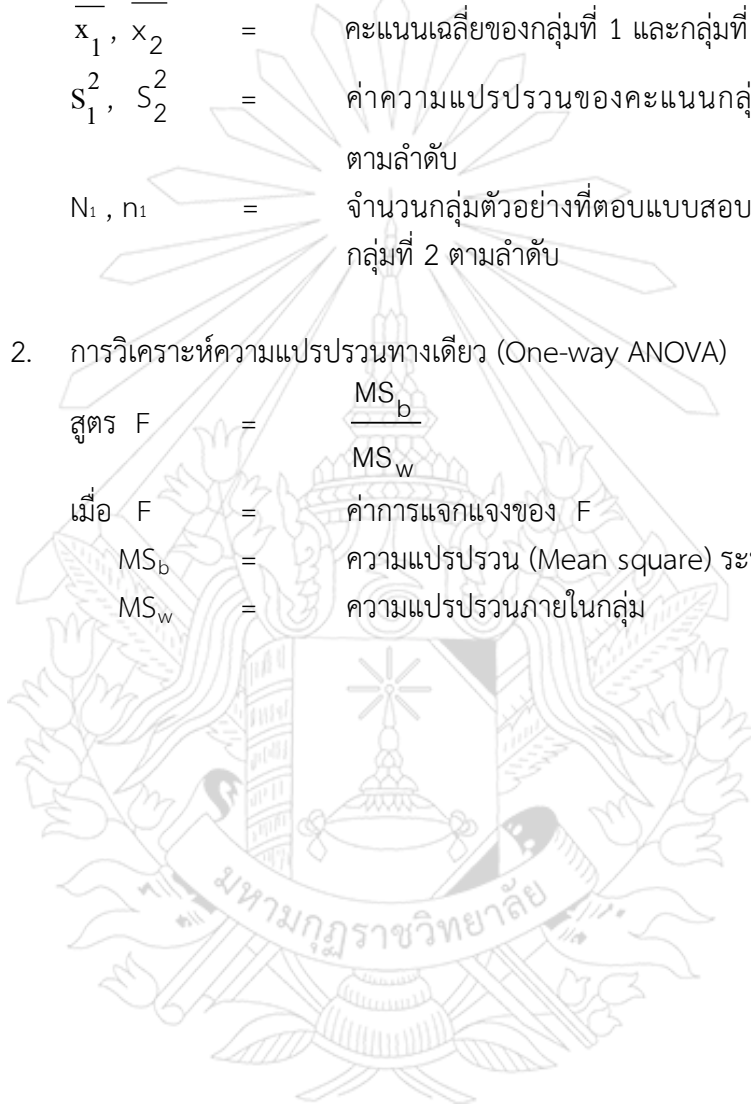 x̄₁, x̄₂ = คะแนนเฉลี่ยของกลุ่มที่ 1 และกลุ่มที่
S₁², S₂² = ค่าความแปรปรวนของคะแนนกลุ่
ตามลำดับ
N₁ , n₁ = จำนวนกลุ่มตัวอย่างที่ตอบแบบสอบ
กลุ่มที่ 2 ตามลำดับ
2. การวิเคราะห์ความแปรปรวนทางเดียว (One-way ANOVA)
สูตร F = MS_b / MS_w
เมื่อ F = ค่าการแจกแจงของ F
MS_b = ความแปรปรวน (Mean square)
MS_w = ความแปรปรวนภายในกลุ่ม
มหามกุฏราชวิทยาลัย